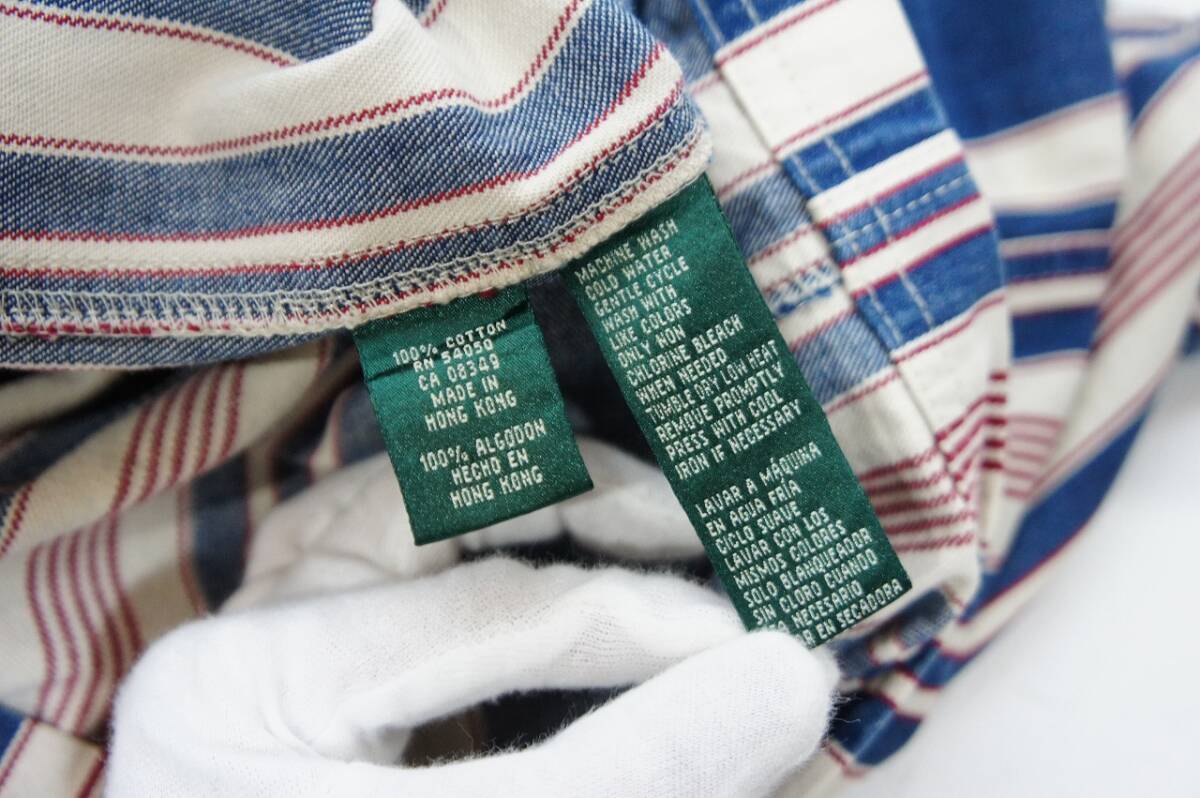 100% COTTON
RN 54050
CA 08349
MADE IN
HONG KONG
100% ALGODON
HECHO EN
HONG KONG
MACHINE WASH
COLD WATER
GENTLE CYCLE
WASH WITH
LIKE COLORS
ONLY NON
CHLORINE BLEACH
WHEN NEEDED
TUMBLE DRY LOW HEAT
REMOVE PROMPTLY
PRESS WITH COOL
IRON IF NECESSARY
LAVAR A MÁQUINA
EN AGUA FRÍA
CICLO SUAVE
LAVAR CON LOS
MISMOS COLORES
SOLO BLANQUEADOR
SIN CLORO CUANDO
NECESARIO
EN SECADORA